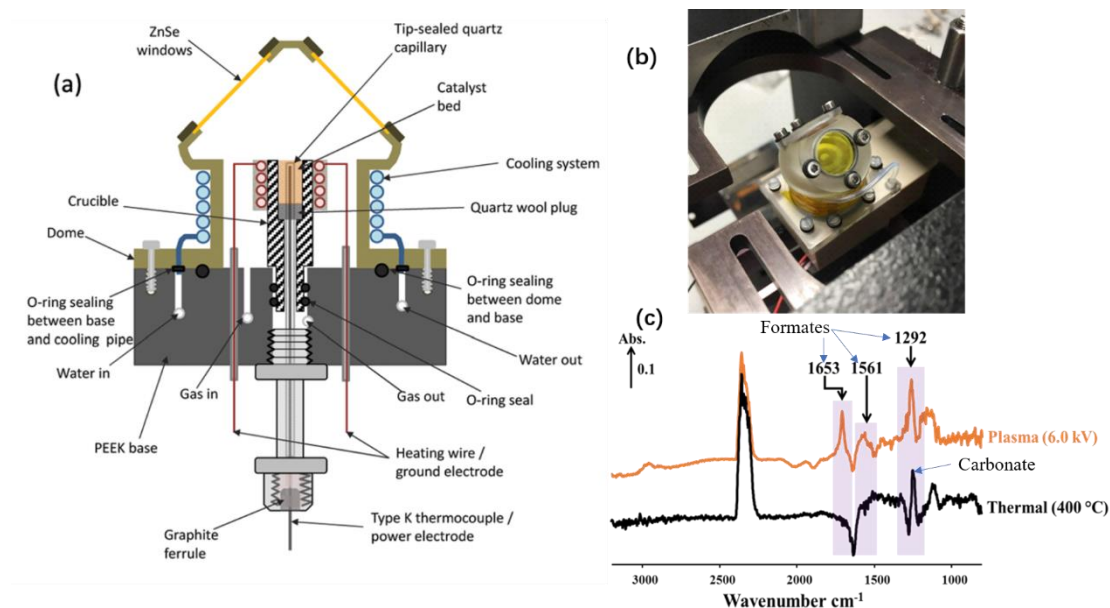 (a)
ZnSe
windows
Tip-sealed quartz
capillary
Catalyst
bed
Cooling system
Crucible
Quartz wool plug
Dome
O-ring sealing
between base
and cooling pipe
O-ring sealing
between dome
and base
Water in
Gas in
Gas out
Water out
O-ring seal
PEEK base
Heating wire /
ground electrode
Graphite
ferrule
Type K thermocouple /
power electrode
(b)
(c)
Formates
Abs.
0.1
1653
1561
1292
Plasma (6.0 kV)
Carbonate
Thermal (400 °C)
3000
2000
1500
1000
Wavenumber cm-1